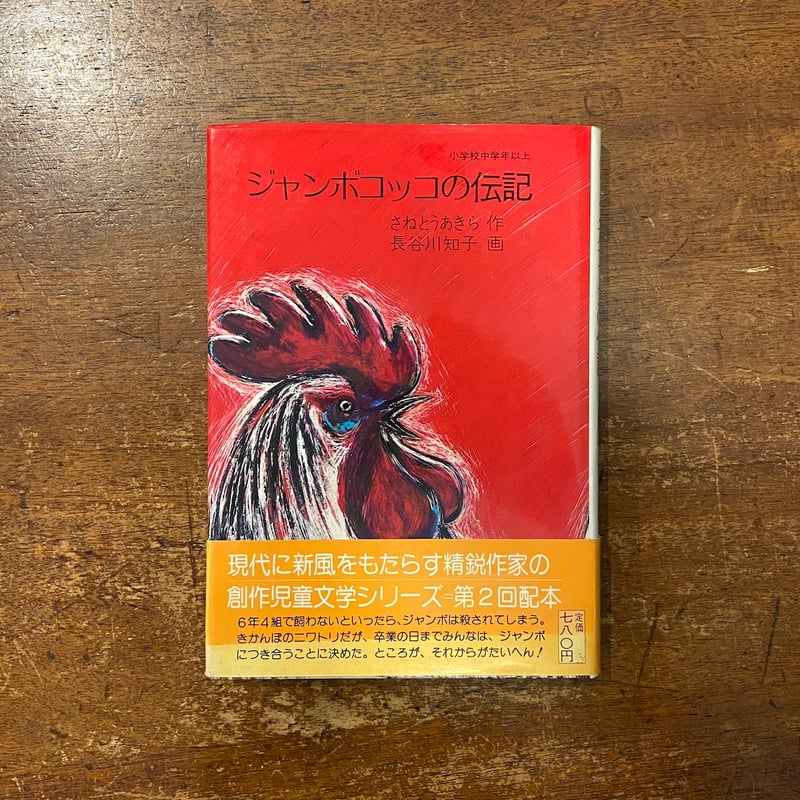 小学校中学年以上
ジャンボコッコの伝記
さねとうあきら 作
長谷川知子 画
現代に新風をもたらす精鋭作家の
創作児童文学シリーズ=第2回配本
6年4組で飼わないといったら、ジャンボは殺されてしまう。
きかんぼのニワトリだが、卒業の日までみんなは、ジャンボ
につき合うことに決めた。ところが、それからがたいへん!
定価
七八〇円